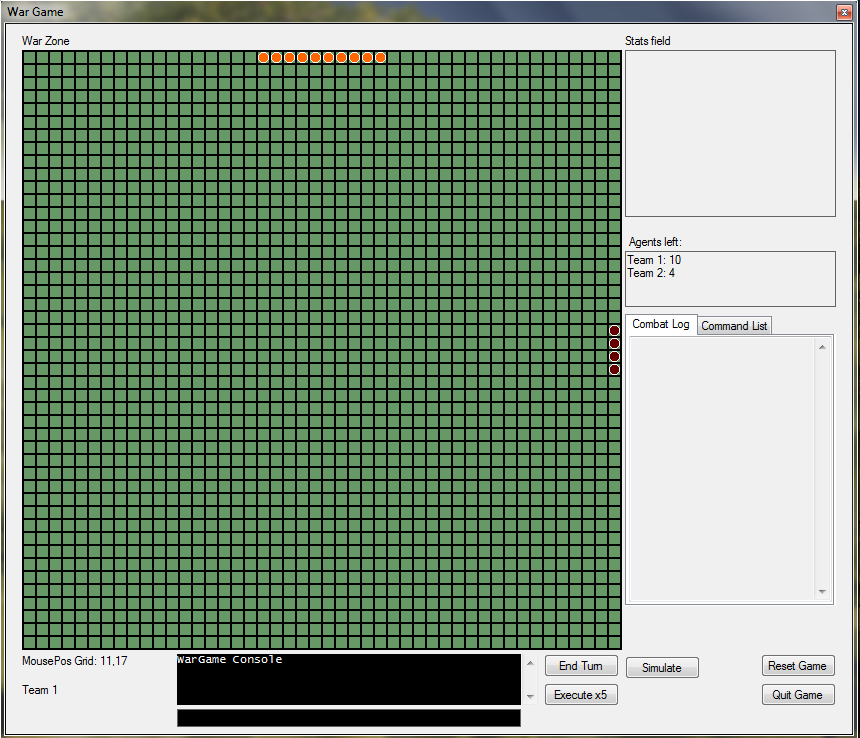 War Game
War Zone
Stats field
Agents left:
Team 1: 10
Team 2: 4
Combat Log
Command List
MousePos Grid: 11,17
Team 1
WarGame Console
End Turn
Simulate
Reset Game
Execute x5
Quit Game